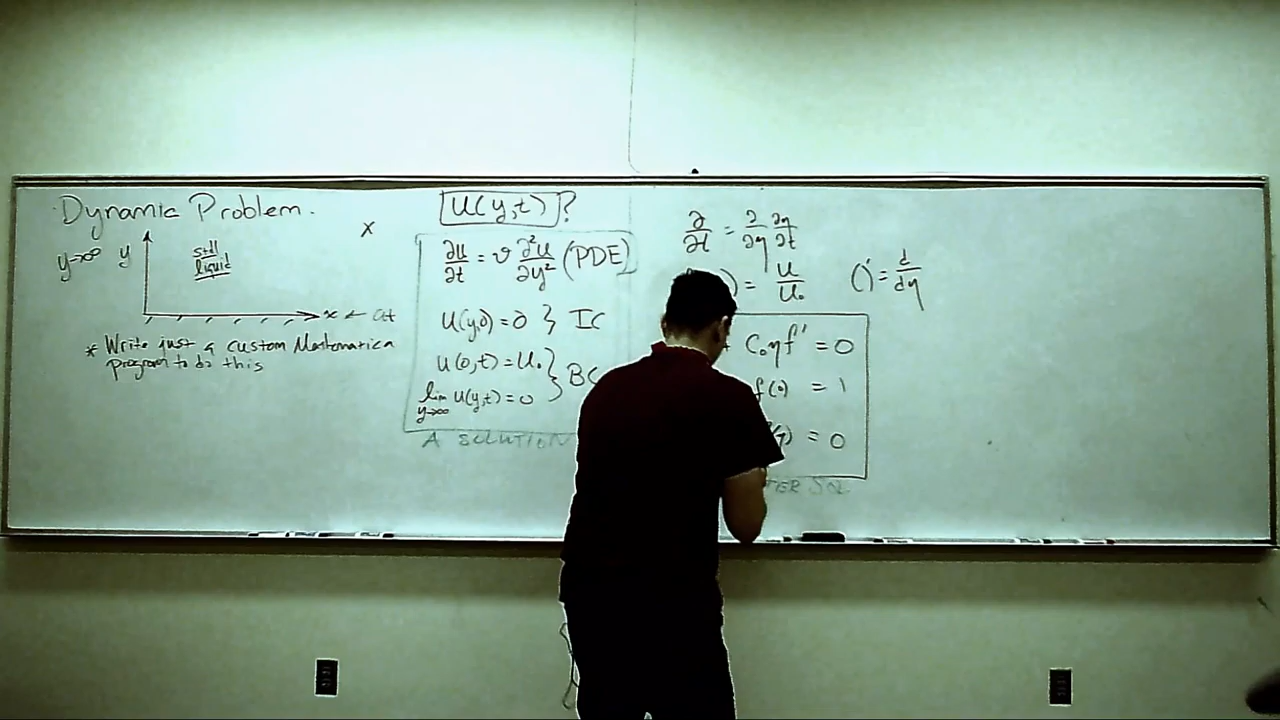 Dynamic Problem.
x
y→∞ y
still
liquid
x ←
* Write just a custom Mathematica
program to do this
U(y,t)?
∂u/∂t = ν ∂²u/∂y² (PDE)
U(y,0) = 0 } IC
U(0,t) = U₀ } BC
lim y→∞ U(y,t) = 0
A SOLUTION
∂/∂t = ∂/∂η ∂η/∂t
) = u/U₀ ()' = d/dη
C₀ηf' = 0
f(0) = 1
) = 0